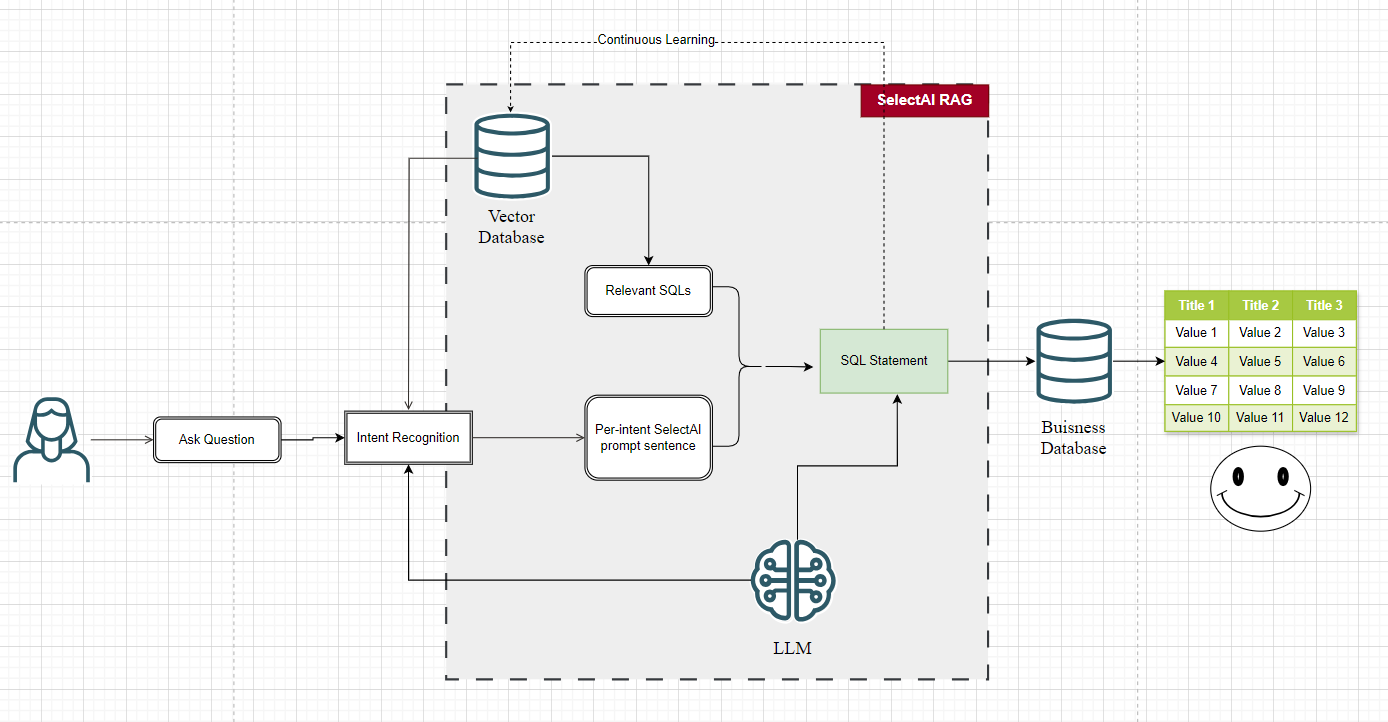 Continuous Learning
SelectAI RAG
Vector
Database
Relevant SQLs
SQL Statement
Ask Question
Intent Recognition
Per-intent SelectAI
prompt sentence
LLM
Buisness
Database
Title 1 Title 2 Title 3
Value 1 Value 2 Value 3
Value 4 Value 5 Value 6
Value 7 Value 8 Value 9
Value 10 Value 11 Value 12